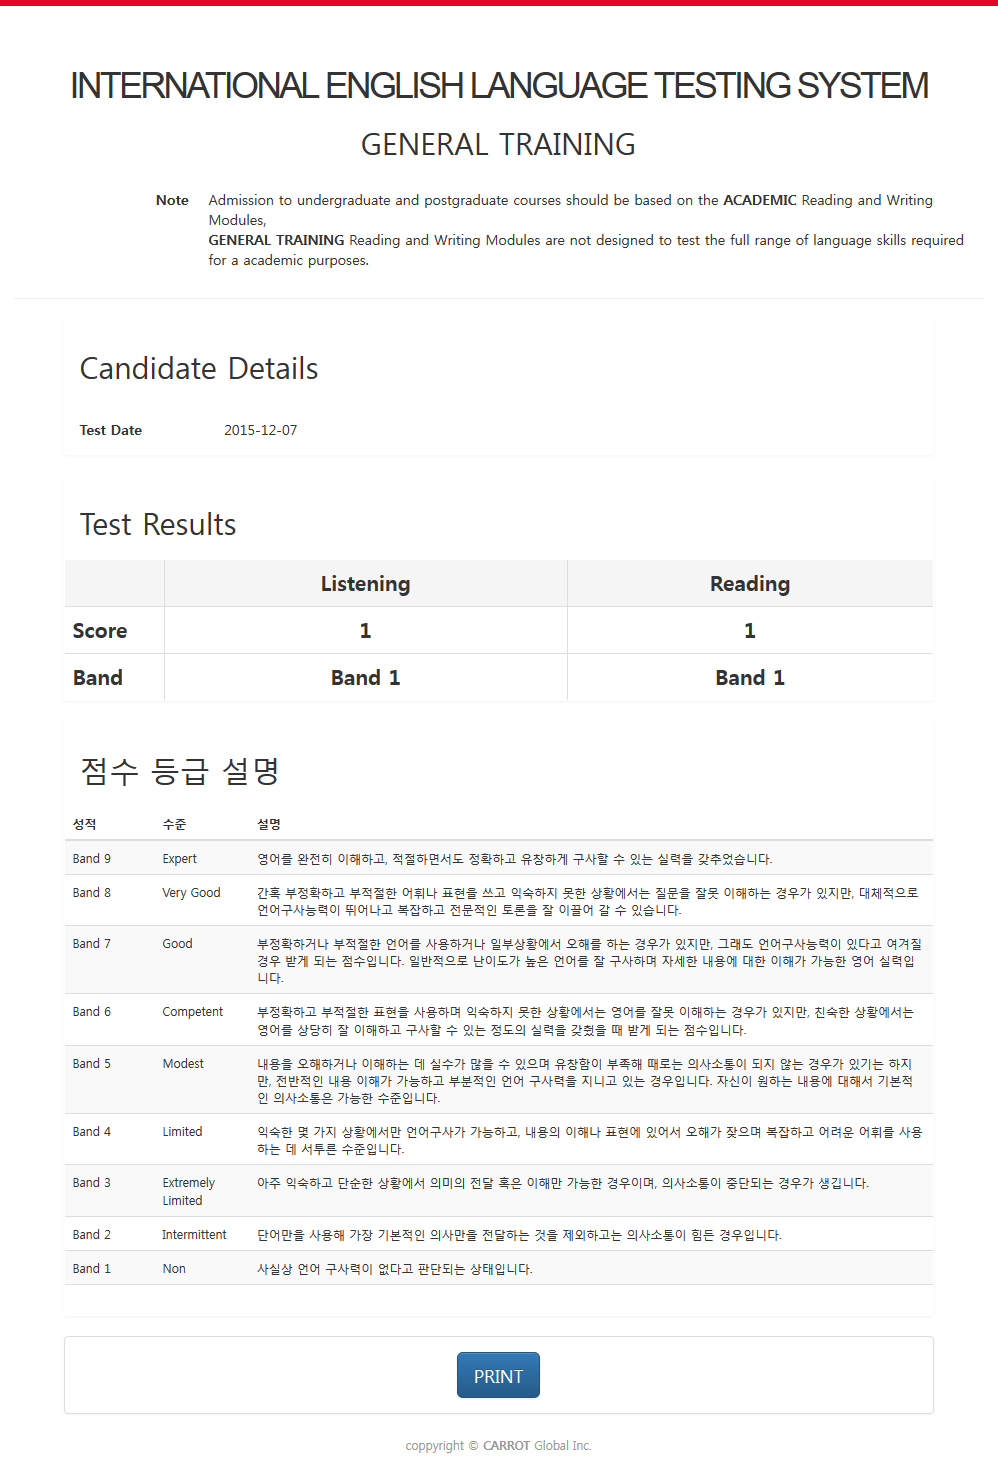 INTERNATIONAL ENGLISH LANGUAGE TESTING SYSTEM
GENERAL TRAINING
Note Admission to undergraduate and postgraduate courses should be based on the ACADEMIC Reading and Writing
Modules,
GENERAL TRAINING Reading and Writing Modules are not designed to test the full range of language skills required
for a academic purposes.
Candidate Details
Test Date 2015-12-07
Test Results
Listening Reading
Score 1 1
Band Band 1 Band 1
점수 등급 설명
성적 수준 설명
Band 9 Expert 영어를 완전히 이해하고, 적절하면서도 정확하고 유창하게 구사할 수 있는 실력을 갖추었습니다.
Band 8 Very Good 간혹 부정확하고 부적절한 어휘나 표현을 쓰고 익숙하지 못한 상황에서는 질문을 잘못 이해하는 경우가 있지만, 대체적으로
언어구사능력이 뛰어나고 복잡하고 전문적인 토론을 잘 이끌어 갈 수 있습니다.
Band 7 Good 부정확하거나 부적절한 언어를 사용하거나 일부상황에서 오해를 하는 경우가 있지만, 그래도 언어구사능력이 있다고 여겨질
경우 받게 되는 점수입니다. 일반적으로 난이도가 높은 언어를 잘 구사하며 자세한 내용에 대한 이해가 가능한 영어 실력입
니다.
Band 6 Competent 부정확하고 부적절한 표현을 사용하며 익숙하지 못한 상황에서는 영어를 잘못 이해하는 경우가 있지만, 친숙한 상황에서는
영어를 상당히 잘 이해하고 구사할 수 있는 정도의 실력을 갖췄을 때 받게 되는 점수입니다.
Band 5 Modest 내용을 오해하거나 이해하는 데 실수가 많을 수 있으며 유창함이 부족해 때로는 의사소통이 되지 않는 경우가 있기는 하지
만, 전반적인 내용 이해가 가능하고 부분적인 언어 구사력을 지니고 있는 경우입니다. 자신이 원하는 내용에 대해서 기본적
인 의사소통은 가능한 수준입니다.
Band 4 Limited 익숙한 몇 가지 상황에서만 언어구사가 가능하고, 내용의 이해나 표현에 있어서 오해가 잦으며 복잡하고 어려운 어휘를 사용
하는 데 서투른 수준입니다.
Band 3 Extremely 아주 익숙하고 단순한 상황에서 의미의 전달 혹은 이해만 가능한 경우이며, 의사소통이 중단되는 경우가 생깁니다.
Limited
Band 2 Intermittent 단어만을 사용해 가장 기본적인 의사만을 전달하는 것을 제외하고는 의사소통이 힘든 경우입니다.
Band 1 Non 사실상 언어 구사력이 없다고 판단되는 상태입니다.
PRINT
coppyright © CARROT Global Inc.